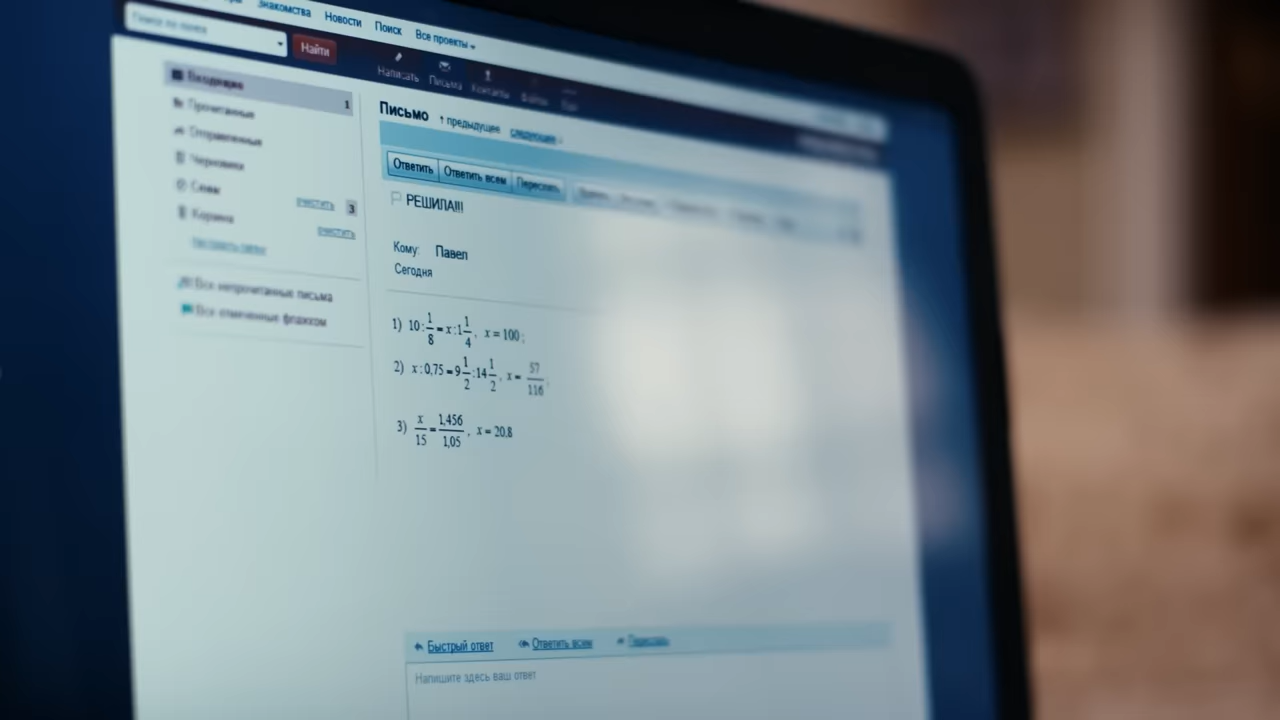 Знакомства Новости Поиск Все проекты
Найти
Написать Письма Контакты Файлы
Входящие 1
Прочитанные
Отправленные
Черновики
Спам очистить 3
Корзина очистить
Все непрочитанные письма
Все отмеченные флажком
Письмо ↑ предыдущее следующее
Ответить Ответить всем Переслать
РЕШИЛА!!!
Кому: Павел
Сегодня
1) 10:1/8=x:1 1/4, x=100;
2) x:0,75=9 1/2:14 1/2, x=57/116;
3) x/15=1,456/1,05, x=20,8
Быстрый ответ Ответить всем Переслать
Напишите здесь ваш ответ